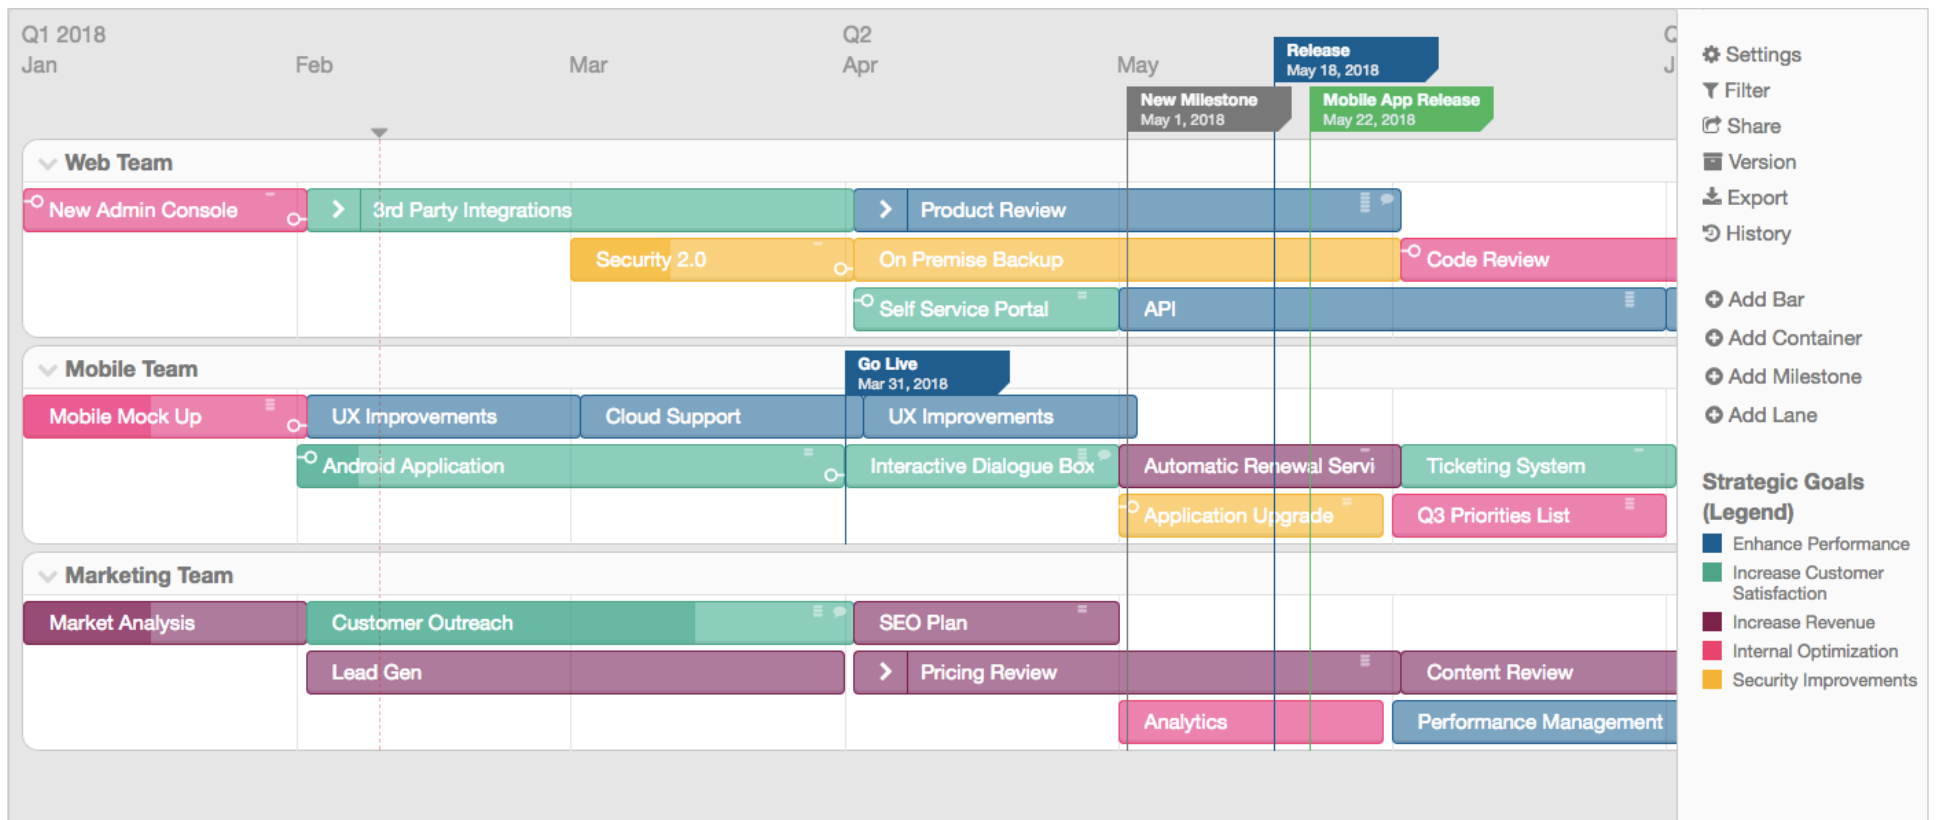 Q1 2018
Q2
Q
Jan
Feb
Mar
Apr
May
J
Release
May 18, 2018
New Milestone
May 1, 2018
Mobile App Release
May 22, 2018
Web Team
New Admin Console
3rd Party Integrations
Product Review
Security 2.0
On Premise Backup
Code Review
Self Service Portal
API
Mobile Team
Go Live
Mar 31, 2018
Mobile Mock Up
UX Improvements
Cloud Support
UX Improvements
Android Application
Interactive Dialogue Box
Automatic Renewal Servi
Ticketing System
Application Upgrade
Q3 Priorities List
Marketing Team
Market Analysis
Customer Outreach
SEO Plan
Lead Gen
Pricing Review
Content Review
Analytics
Performance Management
Settings
Filter
Share
Version
Export
History
Add Bar
Add Container
Add Milestone
Add Lane
Strategic Goals
(Legend)
Enhance Performance
Increase Customer
Satisfaction
Increase Revenue
Internal Optimization
Security Improvements